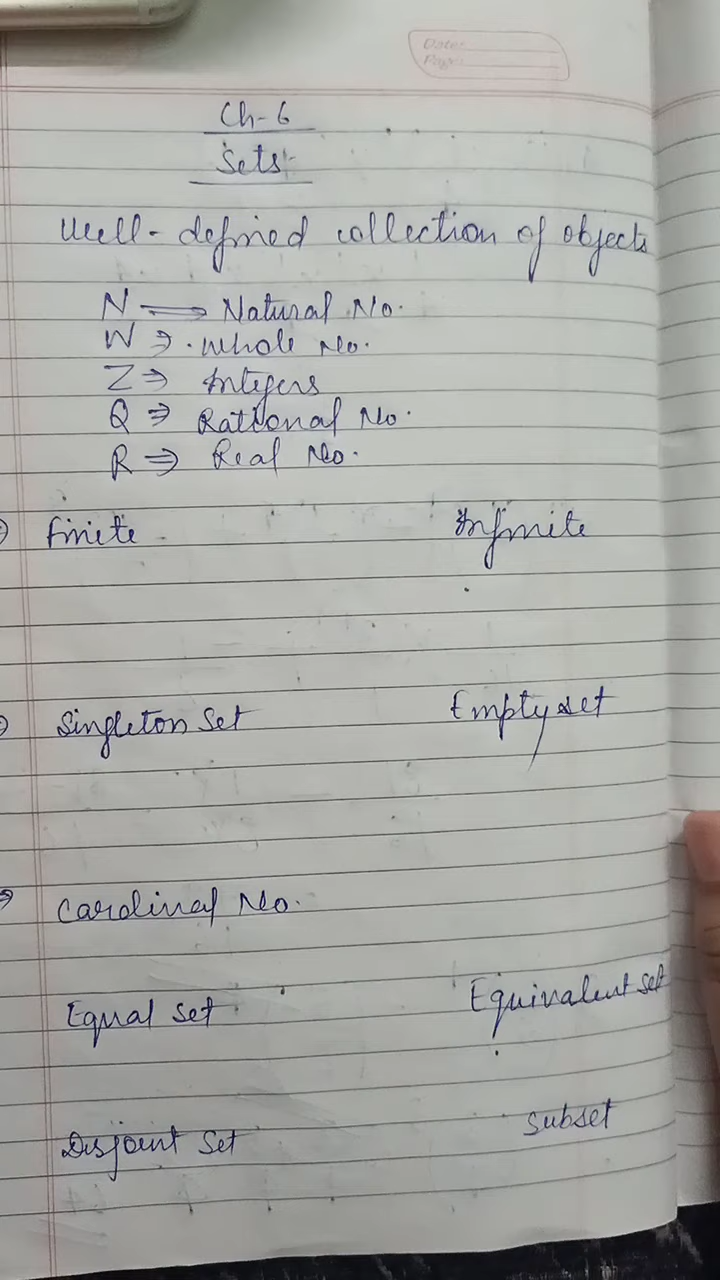 Date:
Page:
Ch-6
Sets:-
Well-defined collection of objects
N ⟹ Natural No.
W ⇒ Whole No.
Z ⇒ Integers
Q ⇒ Rational No.
R ⇒ Real No.
⇒ Finite Infinite
⇒ Singleton Set Empty set
⇒ Cardinal No.
Equal Set Equivalent Set
Disjoint Set Subset